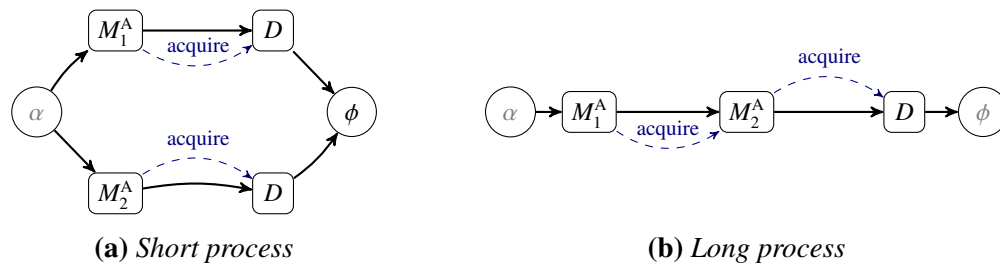 M₁ᴬ D
acquire
acquire
α ϕ α M₁ᴬ M₂ᴬ D ϕ
acquire
acquire
M₂ᴬ D
(a) Short process (b) Long process